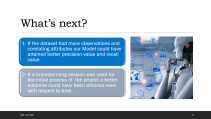 What's next?
1- If the dataset had more observations and
correlating attributes our Model could have
attained better precision value and recall
value.
2- If a brainstorming session was used for
the initial process of the project a better
outcome could have been attained even
with respect to time.